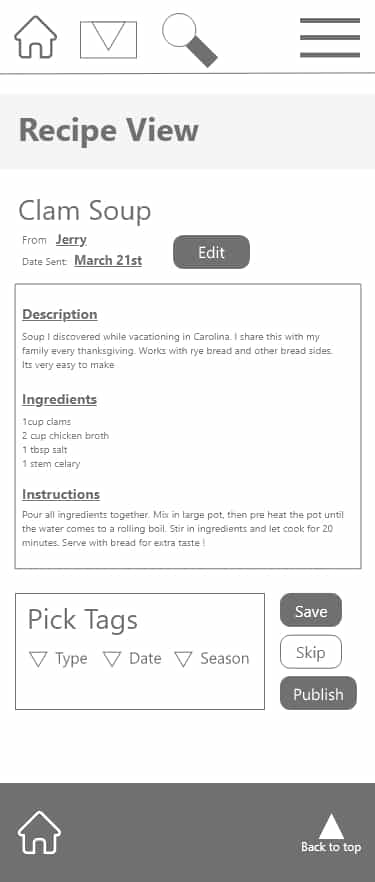 Recipe View
Clam Soup
From Jerry
Date Sent: March 21st
Edit
Description
Soup I discovered while vacationing in Carolina. I share this with my
family every thanksgiving. Works with rye bread and other bread sides.
Its very easy to make
Ingredients
1cup clams
2 cup chicken broth
1 tbsp salt
1 stem celary
Instructions
Pour all ingredients together. Mix in large pot, then pre heat the pot until
the water comes to a rolling boil. Stir in ingredients and let cook for 20
minutes. Serve with bread for extra taste !
Pick Tags
Type Date Season
Save
Skip
Publish
Back to top